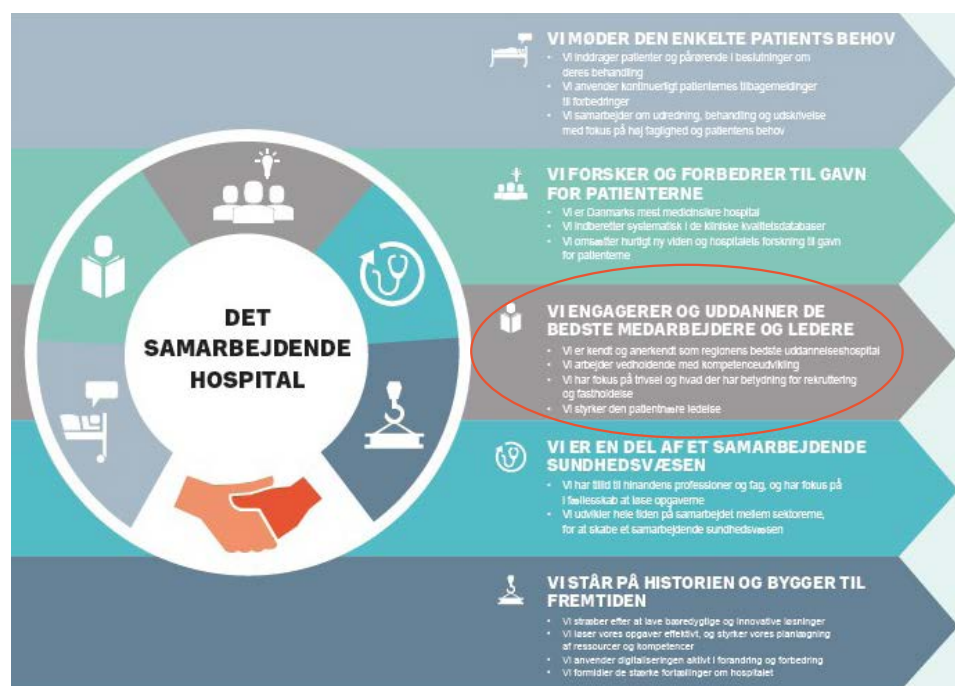 DET
SAMARBEJDENDE
HOSPITAL
VI MØDER DEN ENKELTE PATIENTS BEHOV
• Vi inddrager patienter og pårørende i beslutninger om
deres behandling
• Vi anvender kontinuerligt patienternes tilbagemeldinger
til forbedringer
• Vi samarbejder om udredning, behandling og udskrivelse
med fokus på høj faglighed og patientens behov
VI FORSKER OG FORBEDRER TIL GAVN
FOR PATIENTERNE
• Vi er Danmarks mest medicinsikre hospital
• Vi indberetter systematisk i de kliniske kvalitetsdatabaser
• Vi omsætter hurtigt ny viden og hospitalets forskning til gavn
for patienterne
VI ENGAGERER OG UDDANNER DE
BEDSTE MEDARBEJDERE OG LEDERE
• Vi er kendt og anerkendt som regionens bedste uddannelseshospital
• Vi arbejder vedholdende med kompetenceudvikling
• Vi har fokus på trivsel og hvad der har betydning for rekruttering
og fastholdelse
• Vi styrker den patientnære ledelse
VI ER EN DEL AF ET SAMARBEJDENDE
SUNDHEDSVÆSEN
• Vi har tillid til hinandens professioner og fag, og har fokus på
i fællesskab at løse opgaverne
• Vi udvikler hele tiden på samarbejdet mellem sektorerne,
for at skabe et samarbejdende sundhedsvæsen
VI STÅR PÅ HISTORIEN OG BYGGER TIL
FREMTIDEN
• Vi stræber efter at lave bæredygtige og innovative løsninger
• Vi løser vores opgaver effektivt, og styrker vores planlægning
af ressourcer og kompetencer
• Vi anvender digitaliseringen aktivt i forandring og forbedring
• Vi formidler de stærke fortællinger om hospitalet